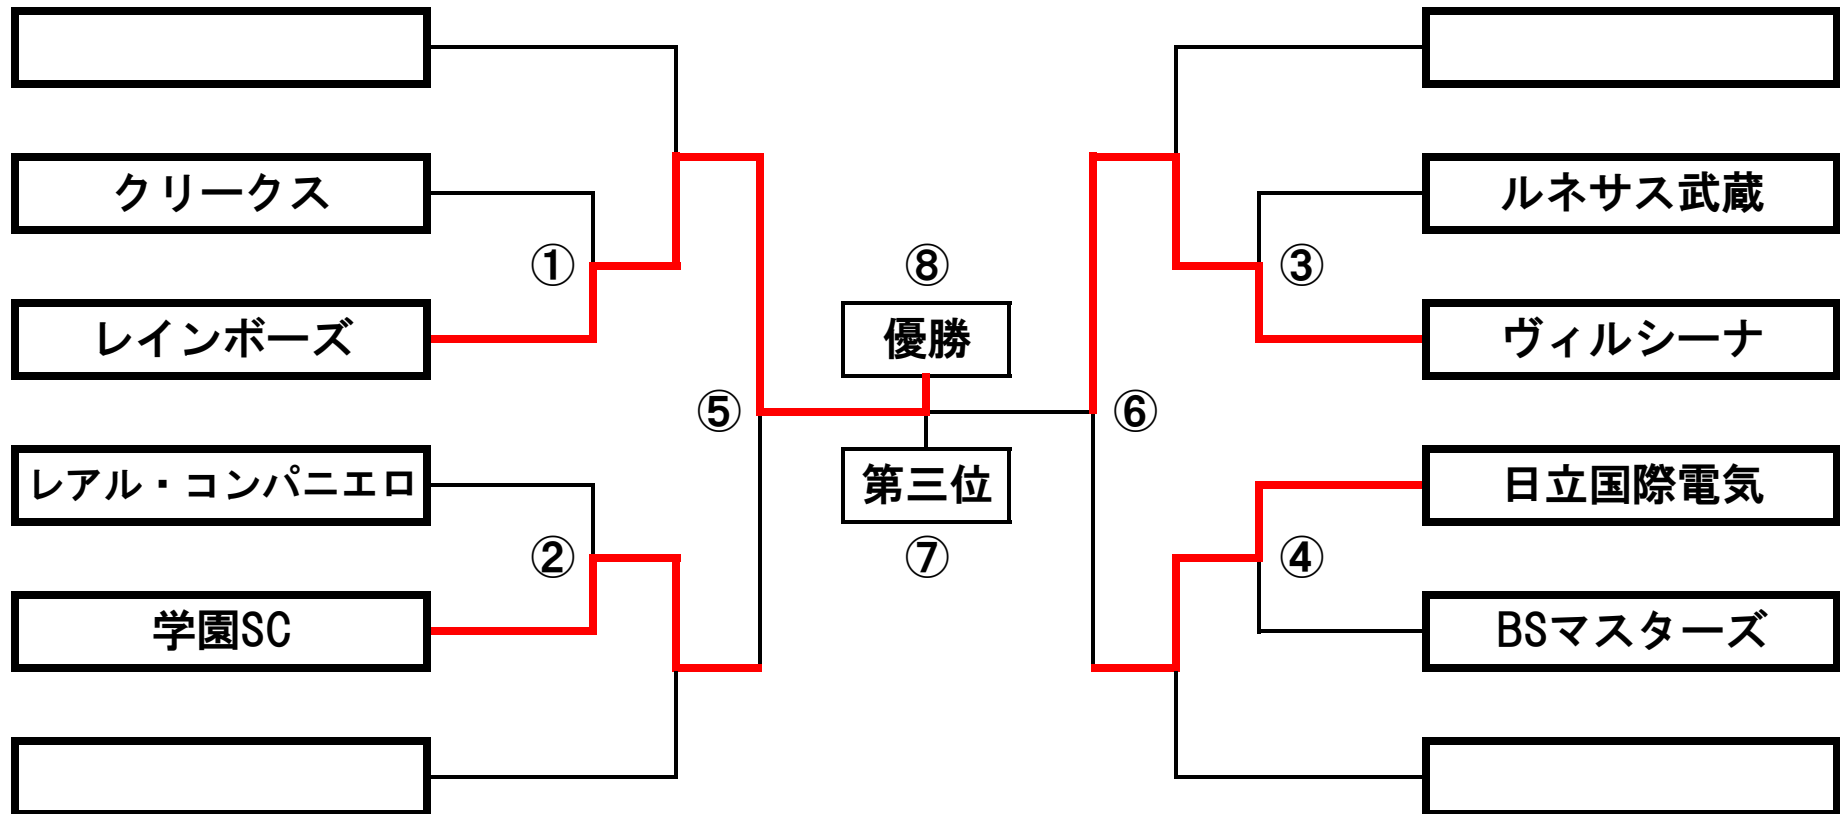 クリークス
レインボーズ
レアル・コンパニエロ
学園SC
①
②
⑤
⑧
優勝
第三位
⑦
⑥
③
④
ルネサス武蔵
ヴィルシーナ
日立国際電気
BSマスターズ